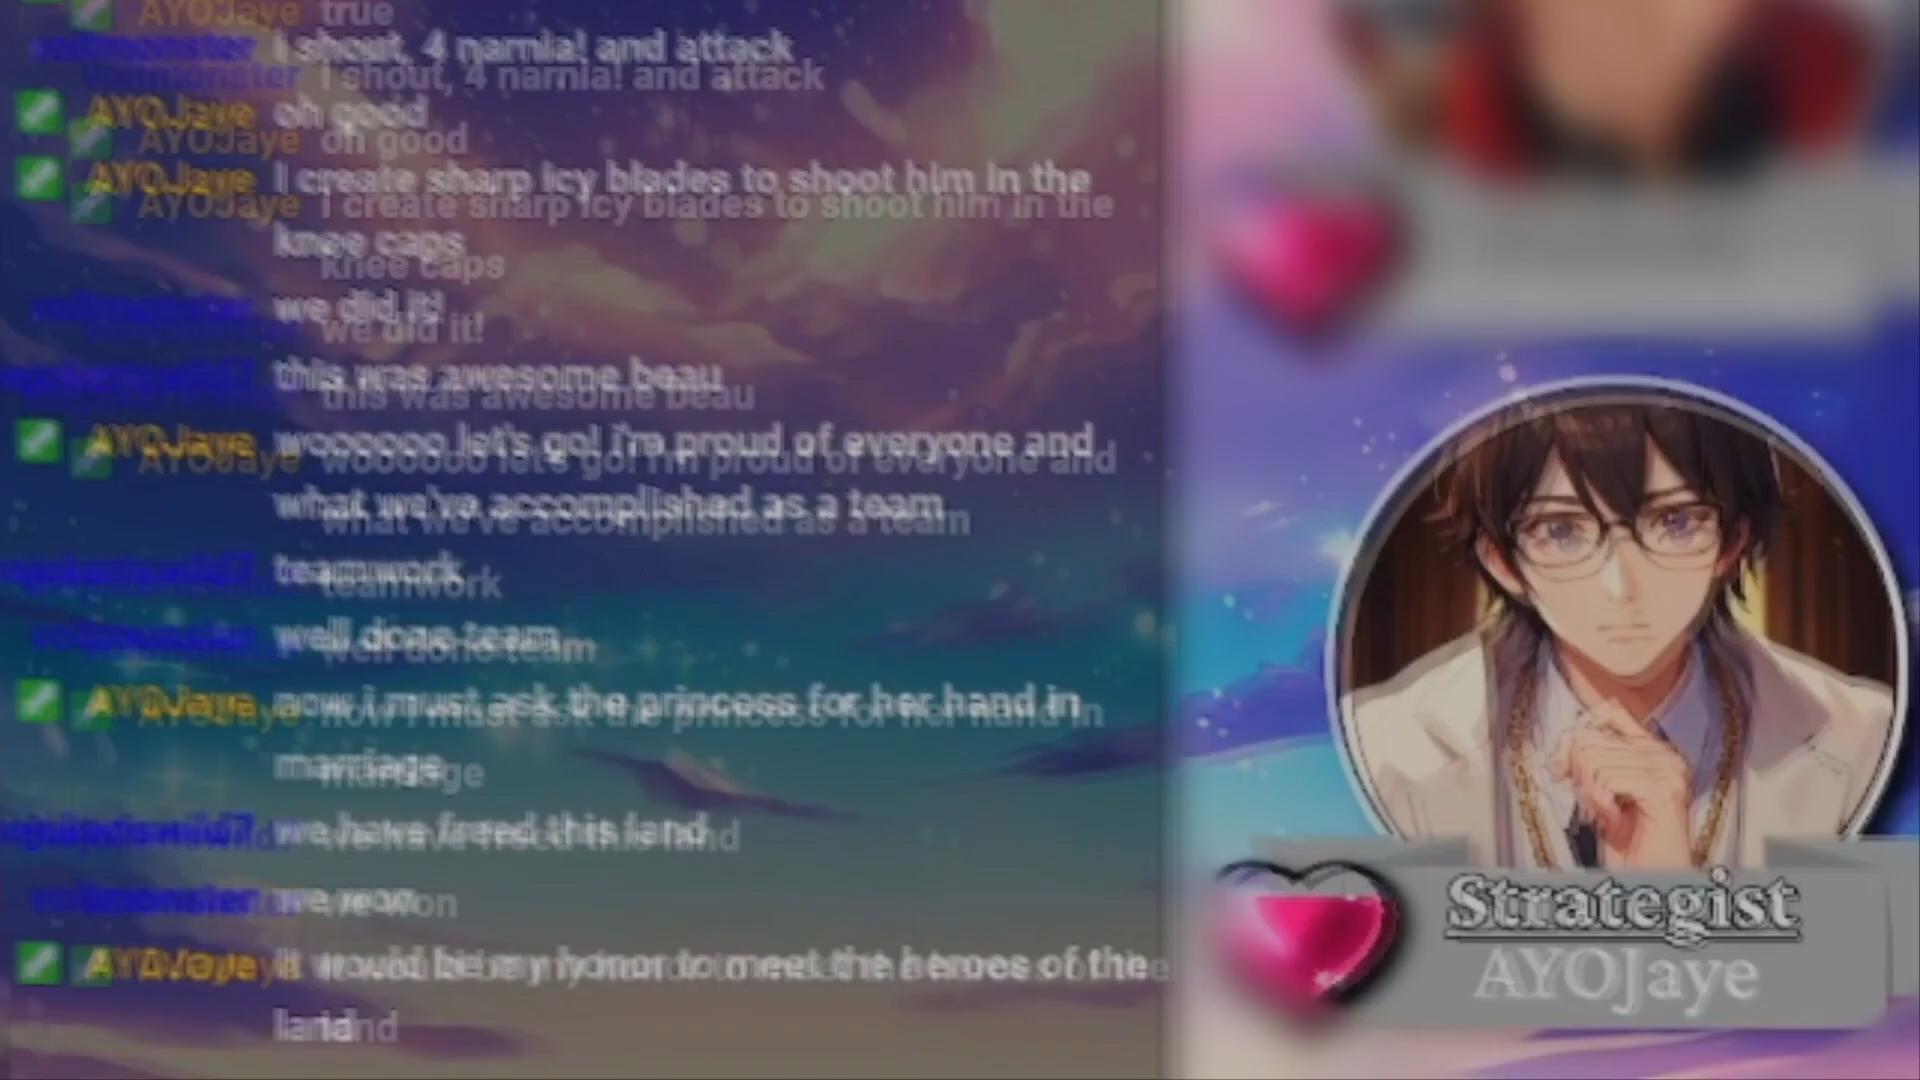 AYOJaye true
i shout, 4 narnia! and attack
AYOJaye oh good
AYOJaye I create sharp icy blades to shoot him in the
knee caps
we did it!
this was awesome beau
AYOJaye woooooo let's go! i'm proud of everyone and
what we've accomplished as a team
teamwork
well done team
AYOJaye now i must ask the princess for her hand in
marriage
we have freed this land
we won
AYOJaye it would be my honor to meet the heroes of the
land
Strategist
AYOJaye